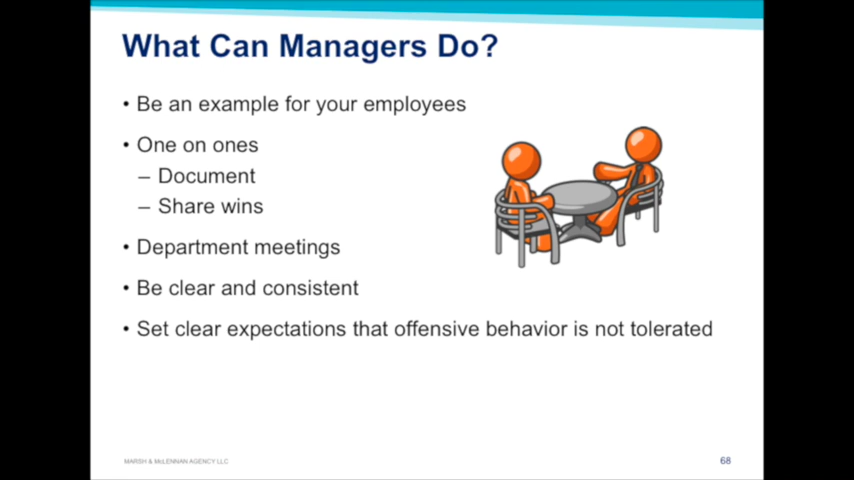 What Can Managers Do?
• Be an example for your employees
• One on ones
– Document
– Share wins
• Department meetings
• Be clear and consistent
• Set clear expectations that offensive behavior is not tolerated
MARSH & McLENNAN AGENCY LLC
68